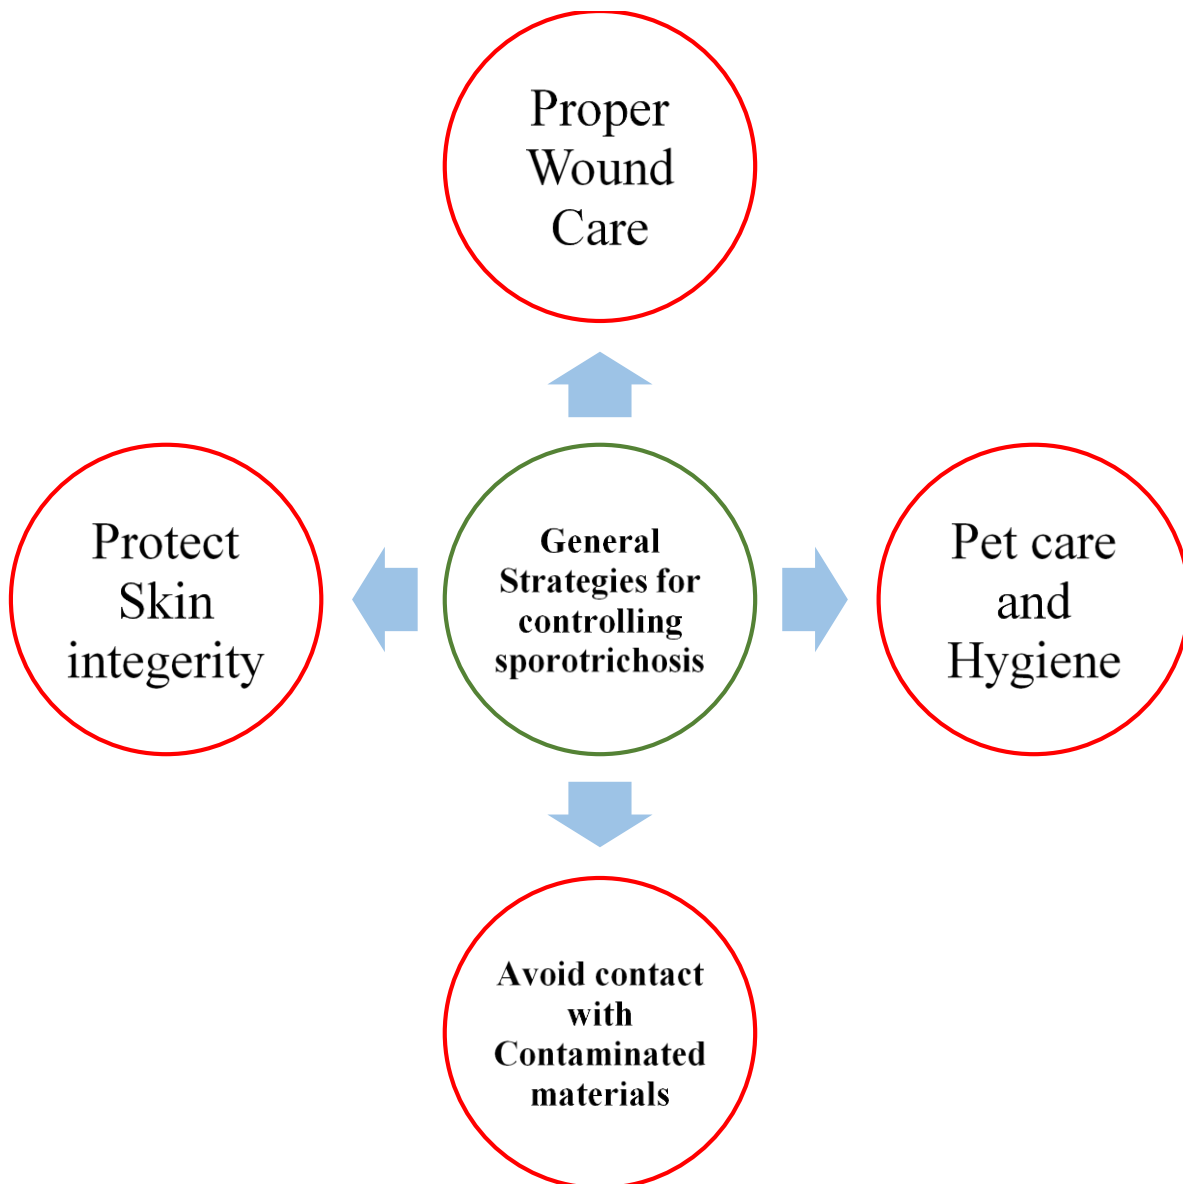 Proper
Wound
Care
Protect
Skin
integerity
General
Strategies for
controlling
sporotrichosis
Pet care
and
Hygiene
Avoid contact
with
Contaminated
materials